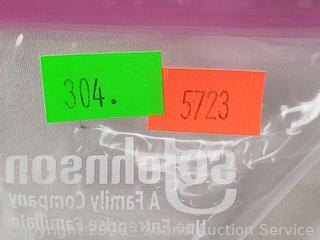 304.
5723
scjohnson
A Family Company
Une Entreprise Familiale